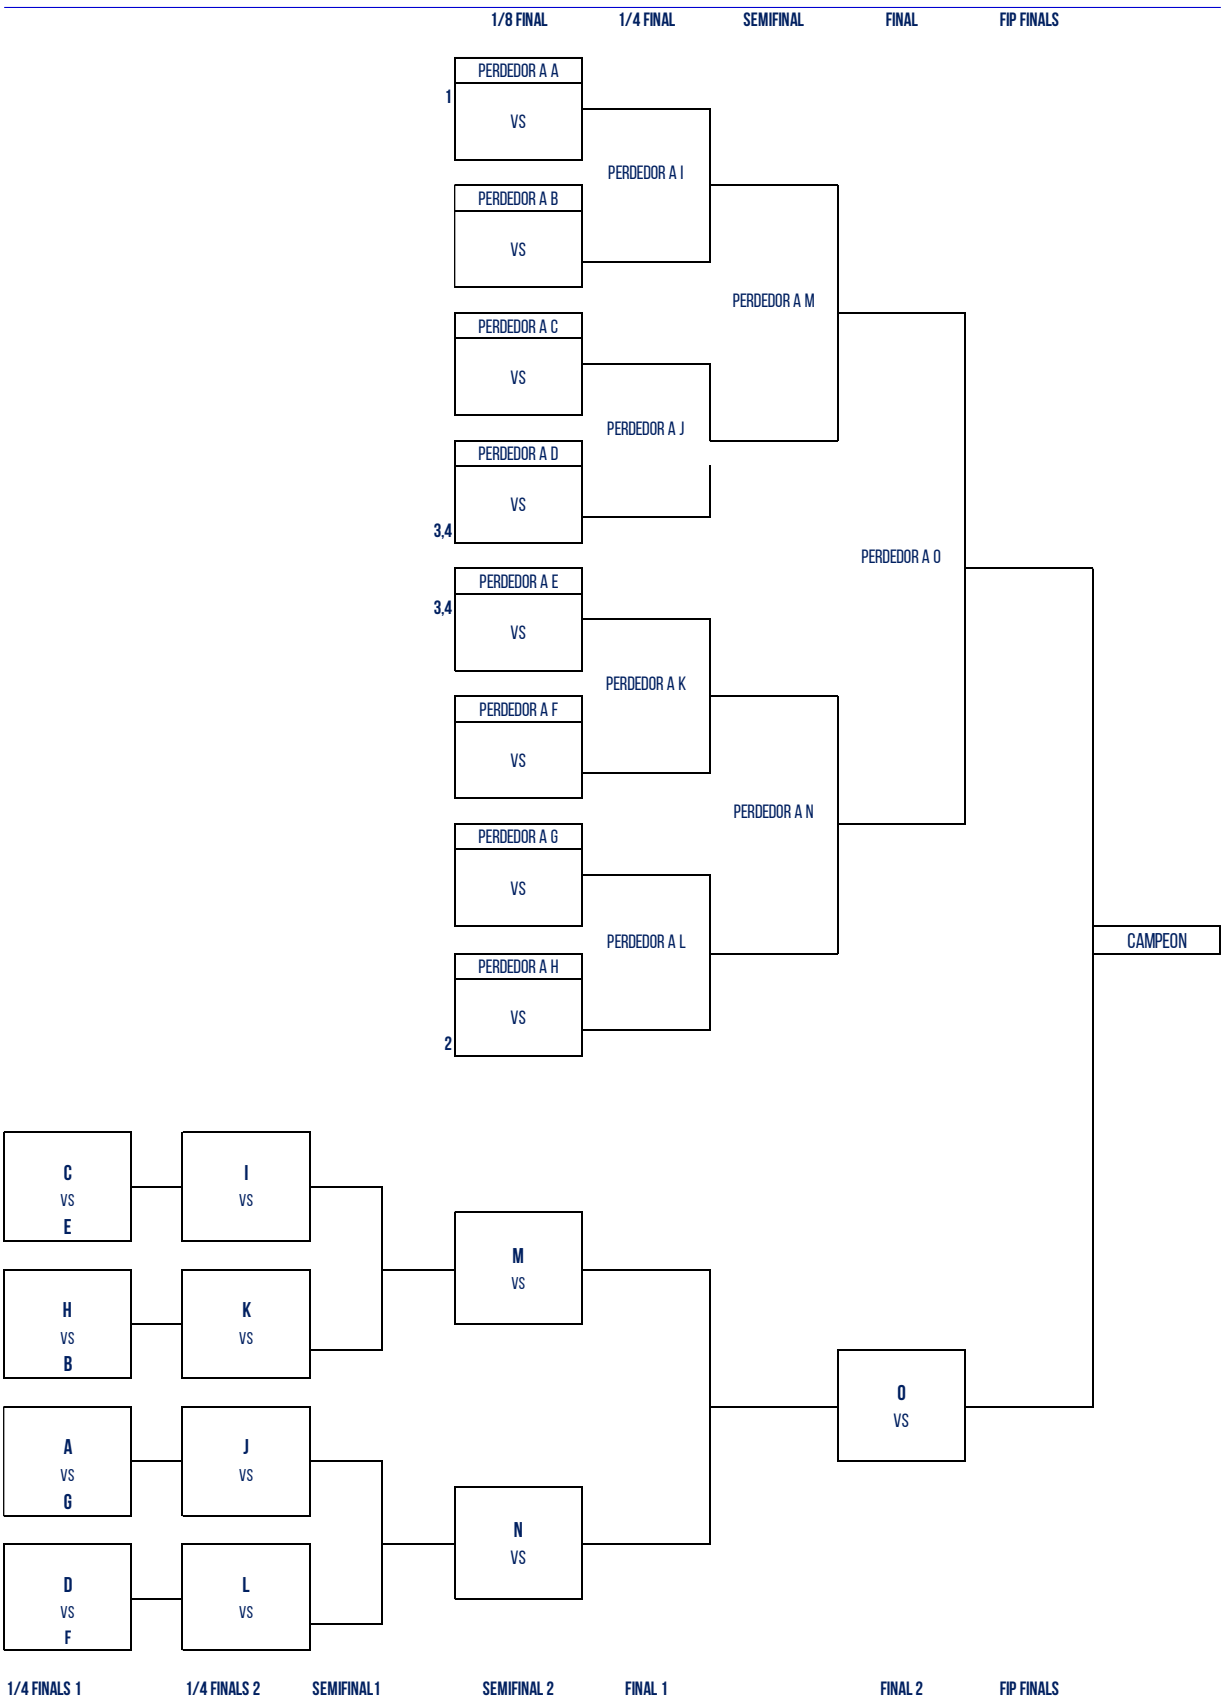 1/8 FINAL 1/4 FINAL SEMIFINAL FINAL FIP FINALS
PERDEDOR A A
1
VS
PERDEDOR A I
PERDEDOR A B
VS
PERDEDOR A M
PERDEDOR A C
VS
PERDEDOR A J
PERDEDOR A D
VS
3,4
PERDEDOR A O
PERDEDOR A E
3,4
VS
PERDEDOR A K
PERDEDOR A F
VS
PERDEDOR A N
PERDEDOR A G
VS
PERDEDOR A L
CAMPEON
PERDEDOR A H
VS
2
C
VS
E
I
VS
M
VS
H
VS
B
K
VS
O
VS
A
VS
G
J
VS
N
VS
D
VS
F
L
VS
1/4 FINALS 1 1/4 FINALS 2 SEMIFINAL1 SEMIFINAL 2 FINAL 1 FINAL 2 FIP FINALS